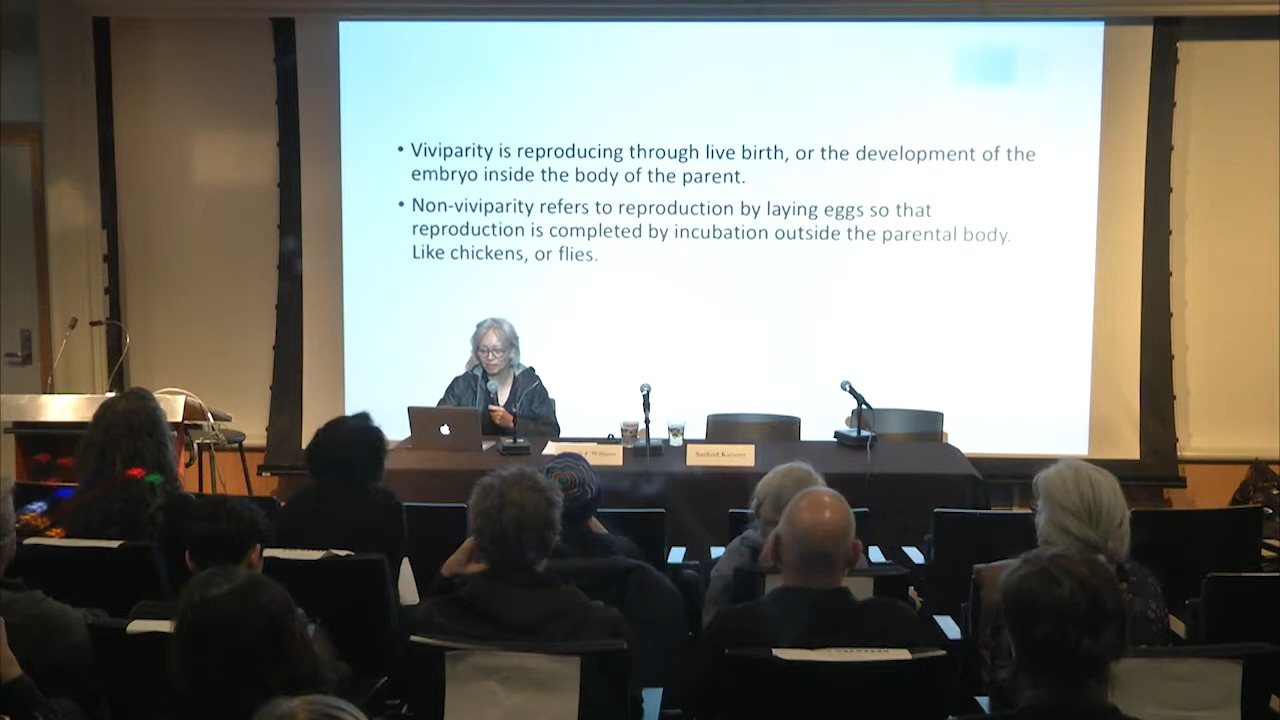 • Viviparity is reproducing through live birth, or the development of the
embryo inside the body of the parent.
• Non-viviparity refers to reproduction by laying eggs so that
reproduction is completed by incubation outside the parental body.
Like chickens, or flies.